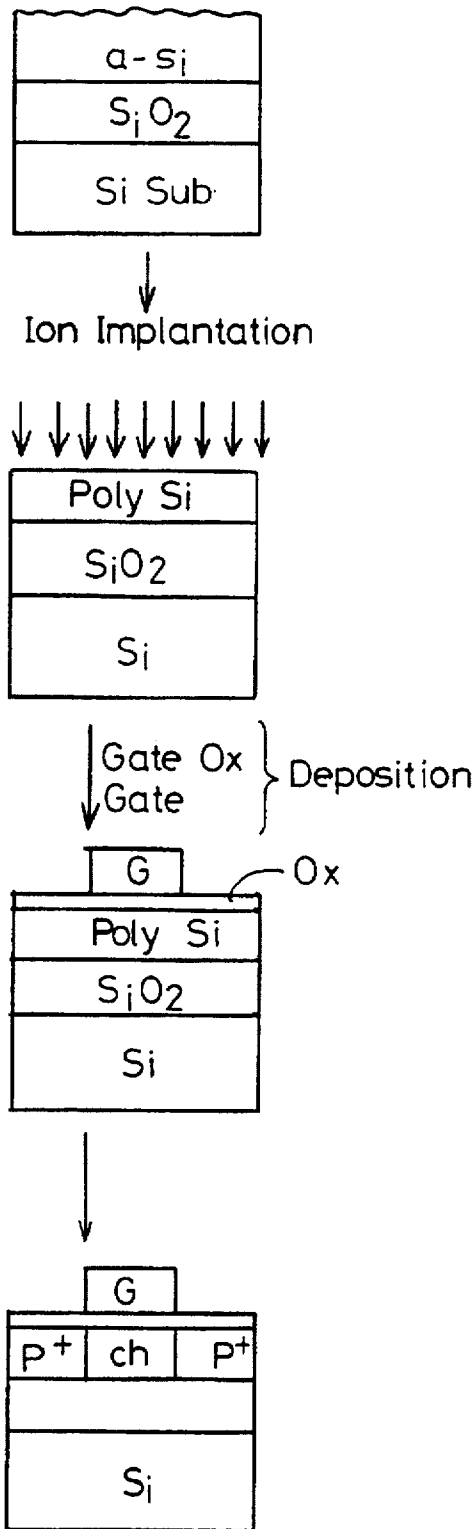 a-si
SiO2
Si Sub
Ion Implantation
Poly Si
SiO2
Si
Gate Ox
Gate
Deposition
G
Ox
Poly Si
SiO2
Si
G
P+ ch P+
Si